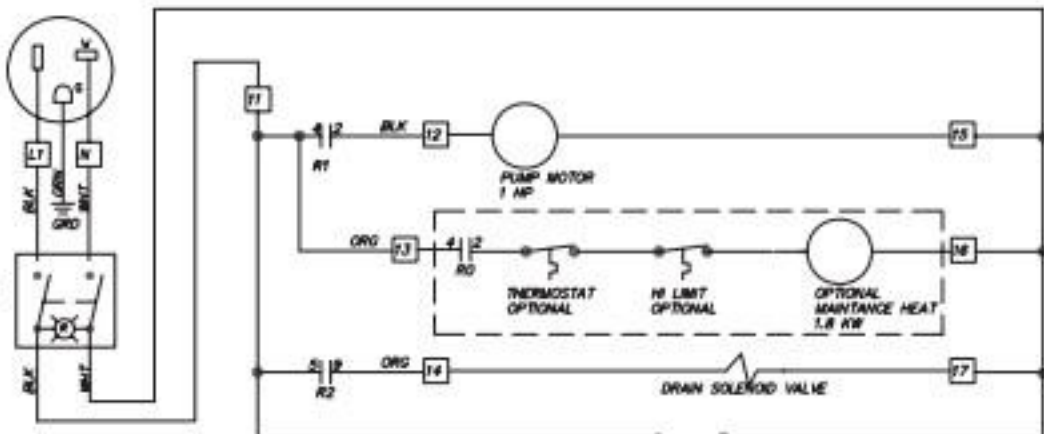 W
G
11
4 2 BLK 12 15
R1
L1 N
PUMP MOTOR
1 HP
BLK GRN WHT
GRD
ORG 13 4 2 16
R0
THERMOSTAT
OPTIONAL
HI LIMIT
OPTIONAL
OPTIONAL
MAINTANCE HEAT
1.8 KW
R
5 9 ORG 14 17
R2
DRAIN SOLENOID VALVE
BLK WHT